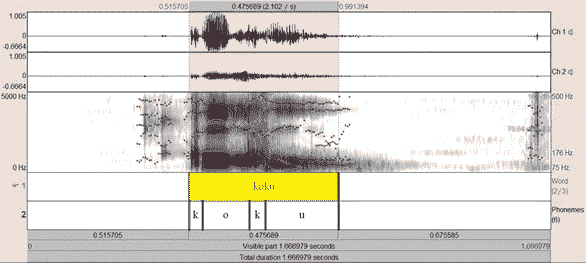 0.515705 0.475689 (2.102 / s) 0.991394
1.005
0
-0.6664
Ch 1
1.005
0
-0.6664
Ch 2
5000 Hz 500 Hz
176 Hz
0 Hz 75 Hz
1 Word (2/3)
2 k o k u Phonemes (6)
0.515705 0.475689 0.675585
0 Visible part 1.666979 seconds 1.666979
Total duration 1.666979 seconds